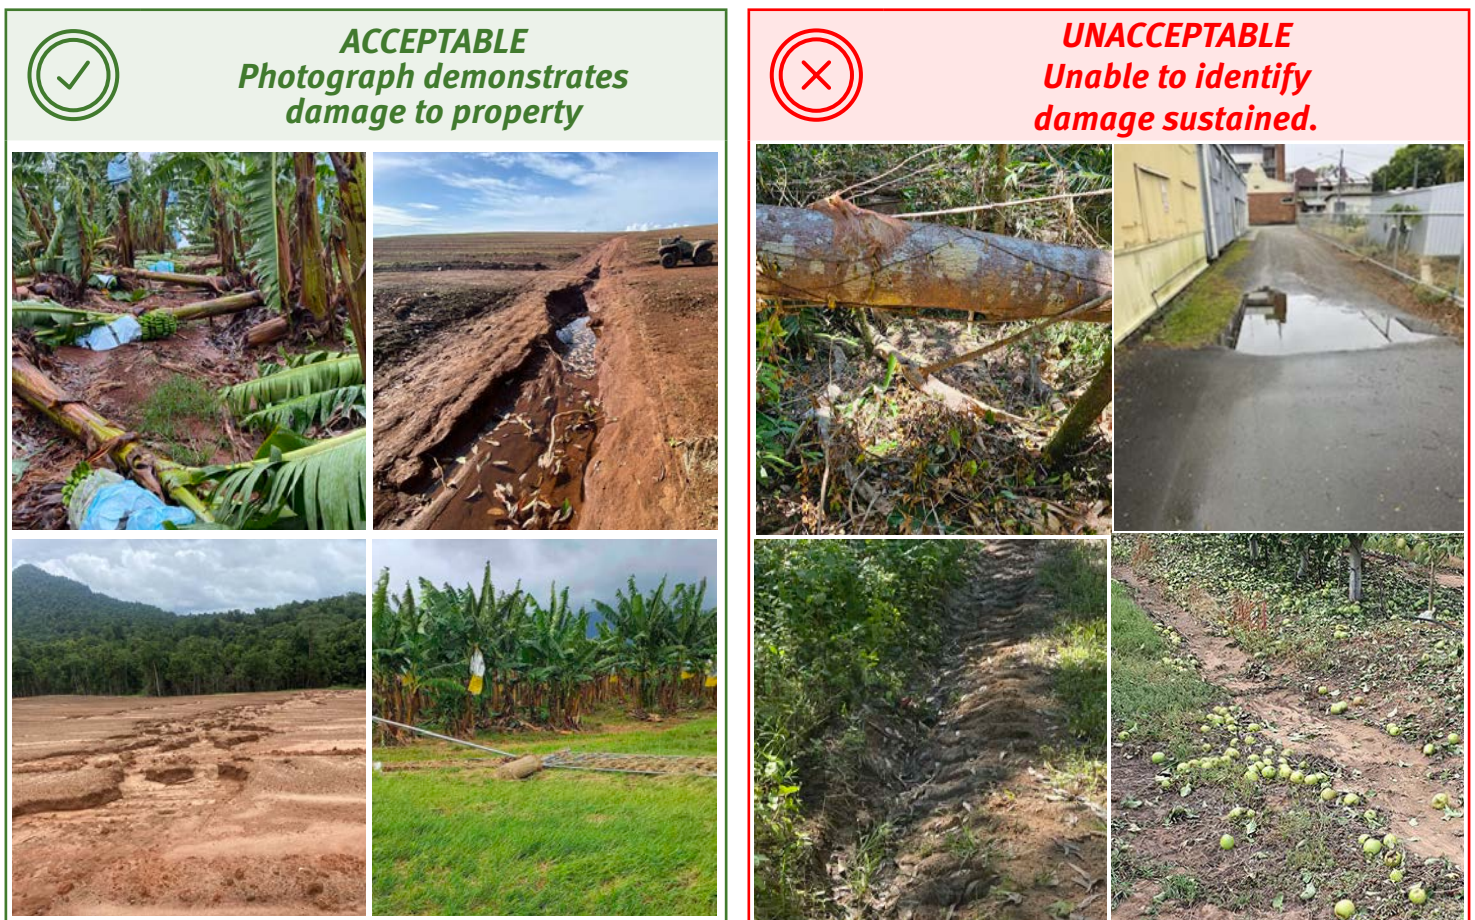 ACCEPTABLE
Photograph demonstrates
damage to property
UNACCEPTABLE
Unable to identify
damage sustained.